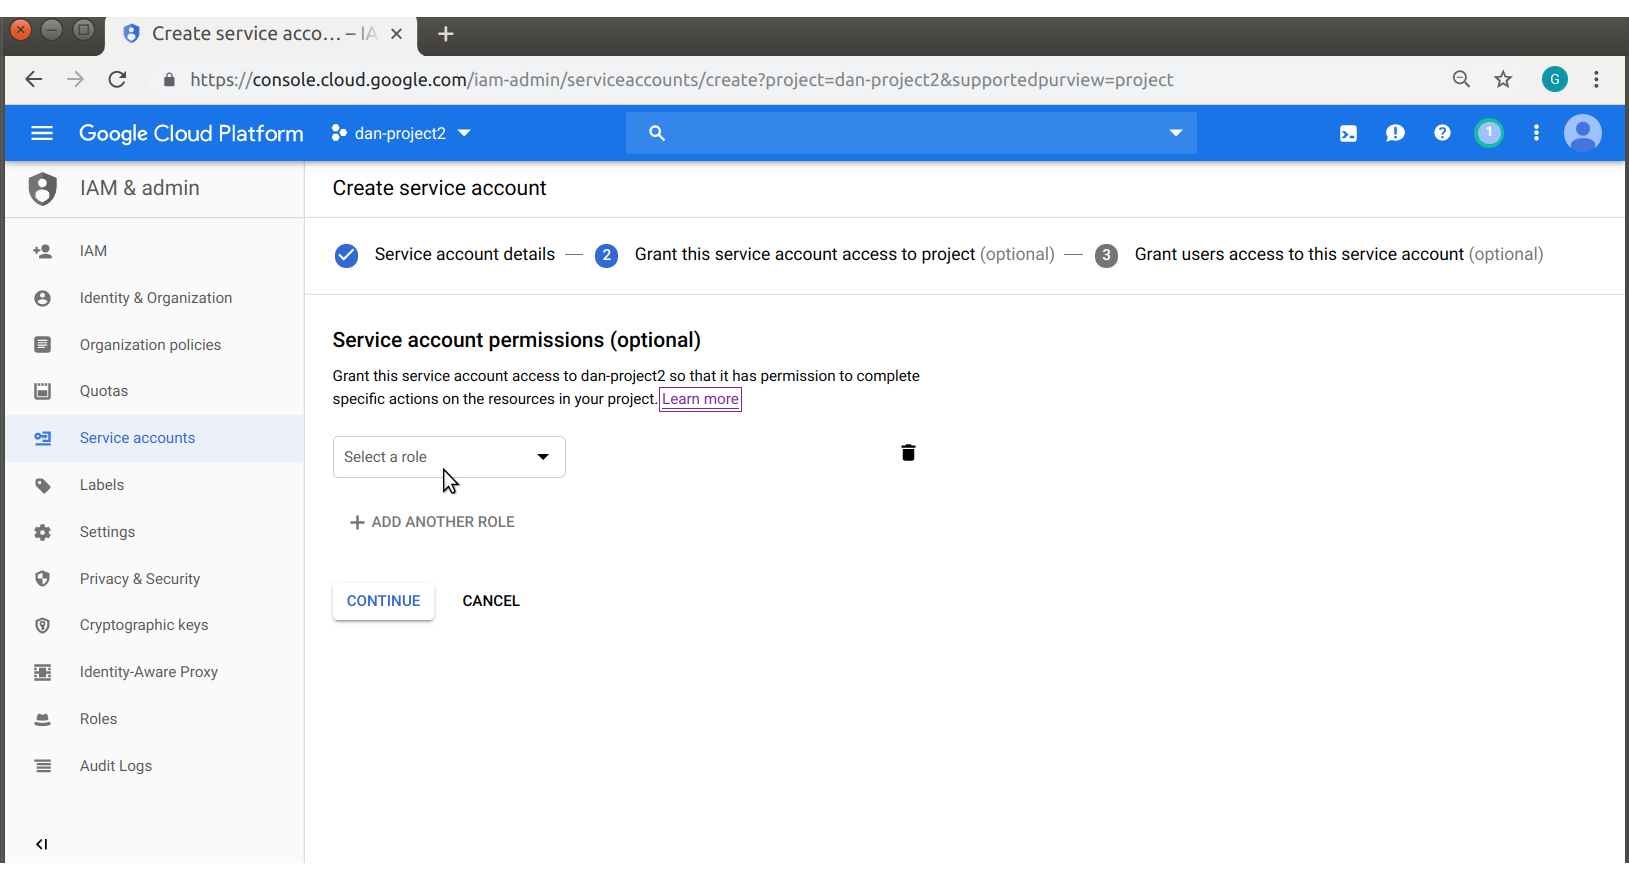 Create service acco... – IA
https://console.cloud.google.com/iam-admin/serviceaccounts/create?project=dan-project2&supportedpurview=project
G
Google Cloud Platform
dan-project2
1
IAM & admin
Create service account
Service account details — 2 Grant this service account access to project (optional) — 3 Grant users access to this service account (optional)
IAM
Identity & Organization
Organization policies
Quotas
Service accounts
Labels
Settings
Privacy & Security
Cryptographic keys
Identity-Aware Proxy
Roles
Audit Logs
Service account permissions (optional)
Grant this service account access to dan-project2 so that it has permission to complete
specific actions on the resources in your project. Learn more
Select a role
+ ADD ANOTHER ROLE
CONTINUE CANCEL